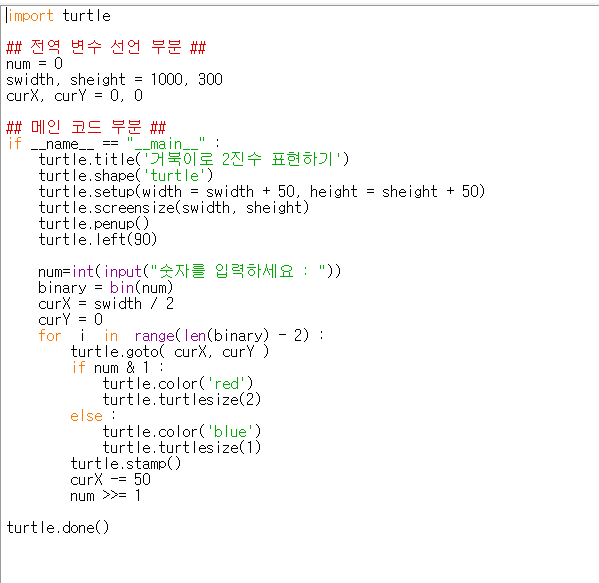 import turtle
## 전역 변수 선언 부분 ##
num = 0
swidth, sheight = 1000, 300
curX, curY = 0, 0
## 메인 코드 부분 ##
if __name__ == "__main__" :
    turtle.title('거북이로 2진수 표현하기')
    turtle.shape('turtle')
    turtle.setup(width = swidth + 50, height = sheight + 50)
    turtle.screensize(swidth, sheight)
    turtle.penup()
    turtle.left(90)
    num=int(input("숫자를 입력하세요 : "))
    binary = bin(num)
    curX = swidth / 2
    curY = 0
    for  i  in  range(len(binary) - 2) :
        turtle.goto( curX, curY )
        if num & 1 :
            turtle.color('red')
            turtle.turtlesize(2)
        else :
            turtle.color('blue')
            turtle.turtlesize(1)
        turtle.stamp()
        curX -= 50
        num >>= 1
turtle.done()